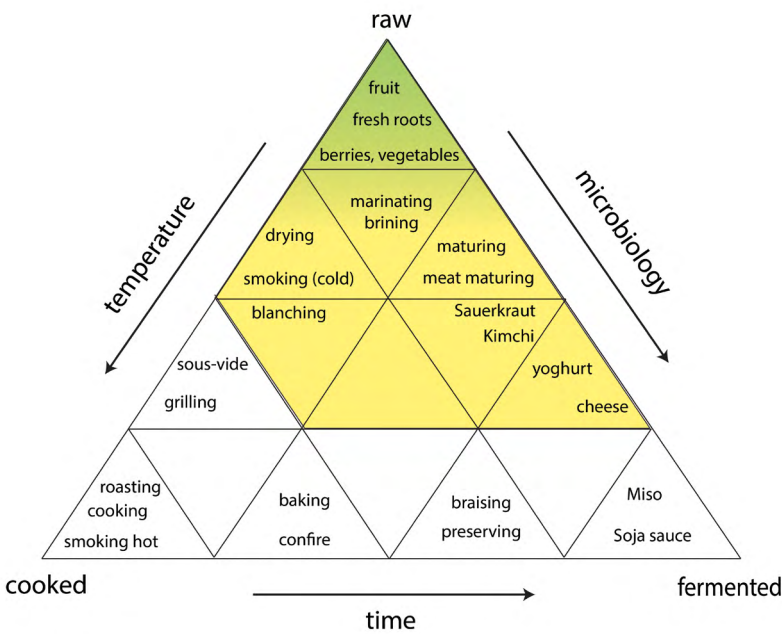 raw
fruit
fresh roots
berries, vegetables
temperature
microbiology
marinating
brining
drying
maturing
smoking (cold)
meat maturing
blanching
Sauerkraut
Kimchi
sous-vide
yoghurt
grilling
cheese
roasting
cooking
smoking hot
baking
confire
braising
preserving
Miso
Soja sauce
cooked
fermented
time